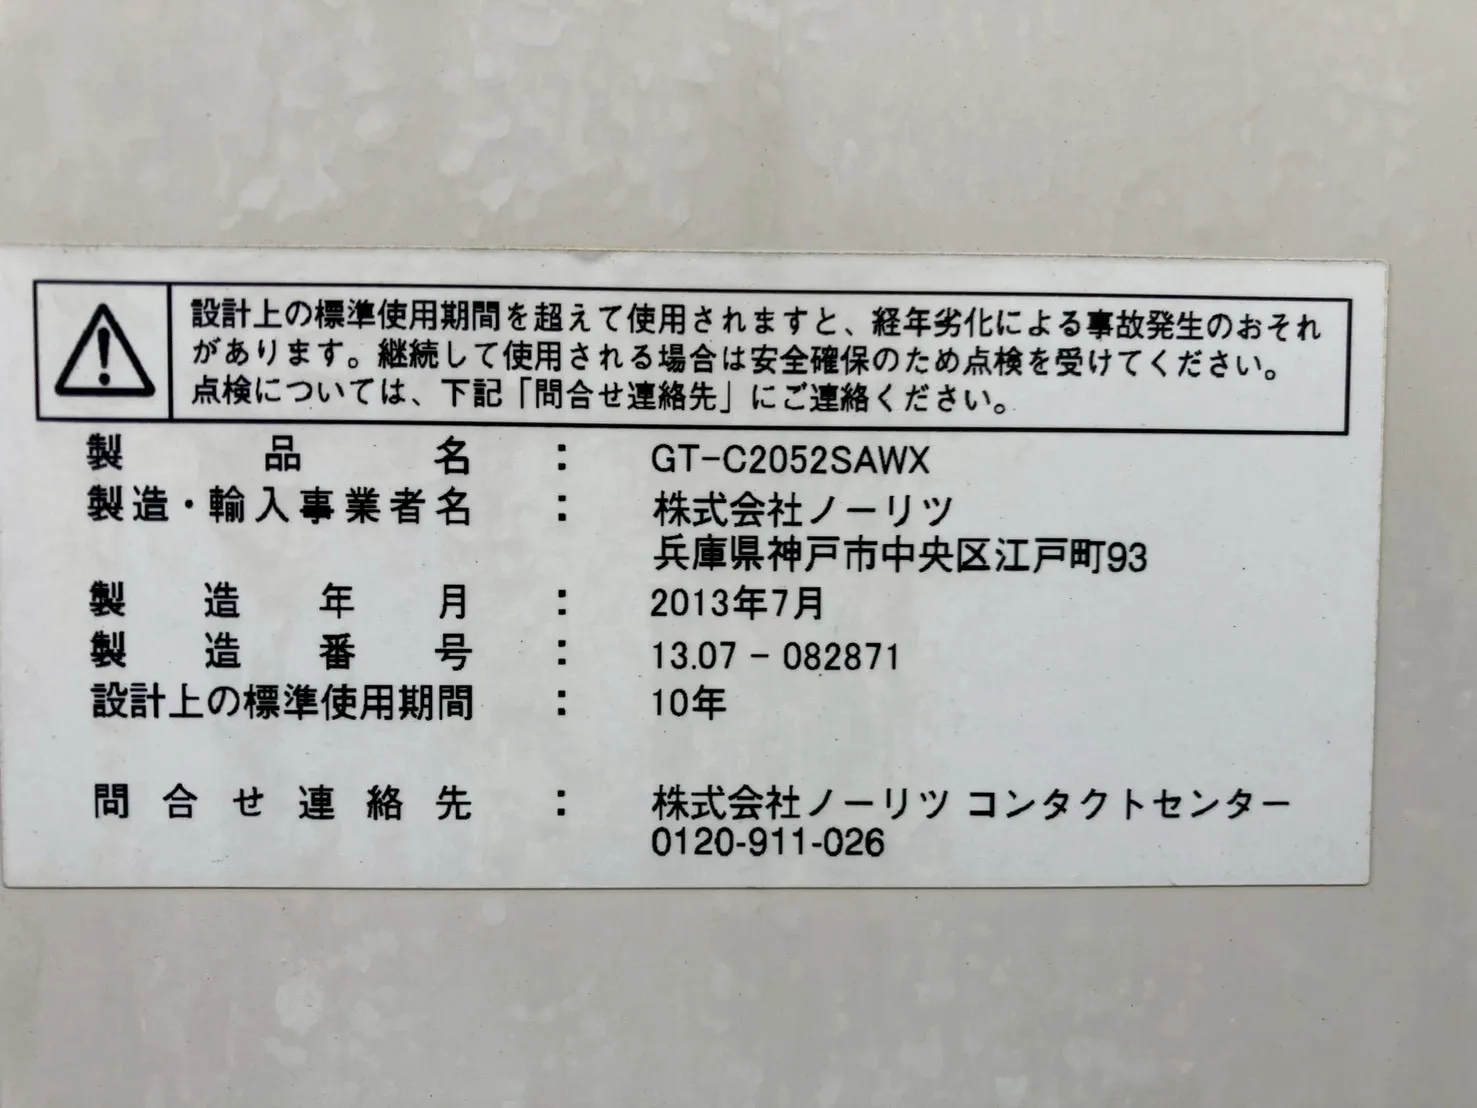 設計上の標準使用期間を超えて使用されますと、経年劣化による事故発生のおそれ
があります。継続して使用される場合は安全確保のため点検を受けてください。
点検については、下記「問合せ連絡先」にご連絡ください。
製品名 : GT-C2052SAWX
製造・輸入事業者名 : 株式会社ノーリツ
兵庫県神戸市中央区江戸町93
製造年月 : 2013年7月
製造番号 : 13.07 - 082871
設計上の標準使用期間 : 10年
問合せ連絡先 : 株式会社ノーリツ コンタクトセンター
0120-911-026